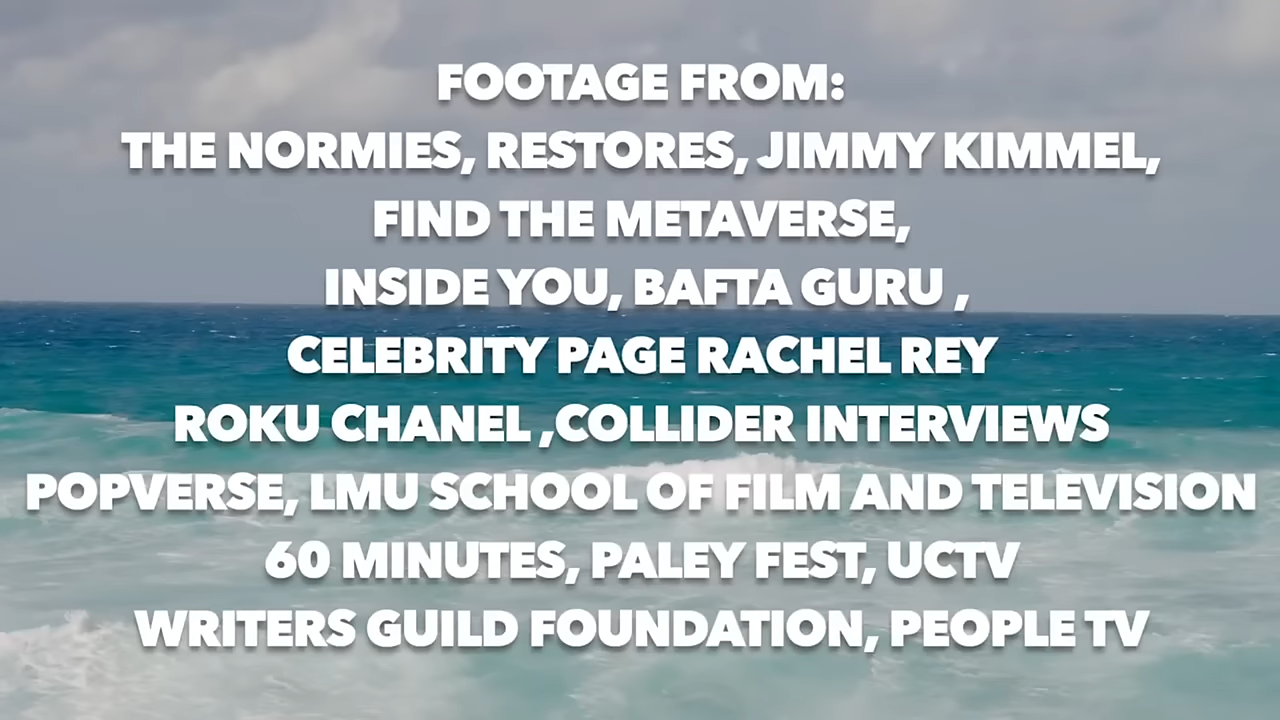 FOOTAGE FROM:
THE NORMIES, RESTORES, JIMMY KIMMEL,
FIND THE METAVERSE,
INSIDE YOU, BAFTA GURU ,
CELEBRITY PAGE RACHEL REY
ROKU CHANEL ,COLLIDER INTERVIEWS
POPVERSE, LMU SCHOOL OF FILM AND TELEVISION
60 MINUTES, PALEY FEST, UCTV
WRITERS GUILD FOUNDATION, PEOPLE TV